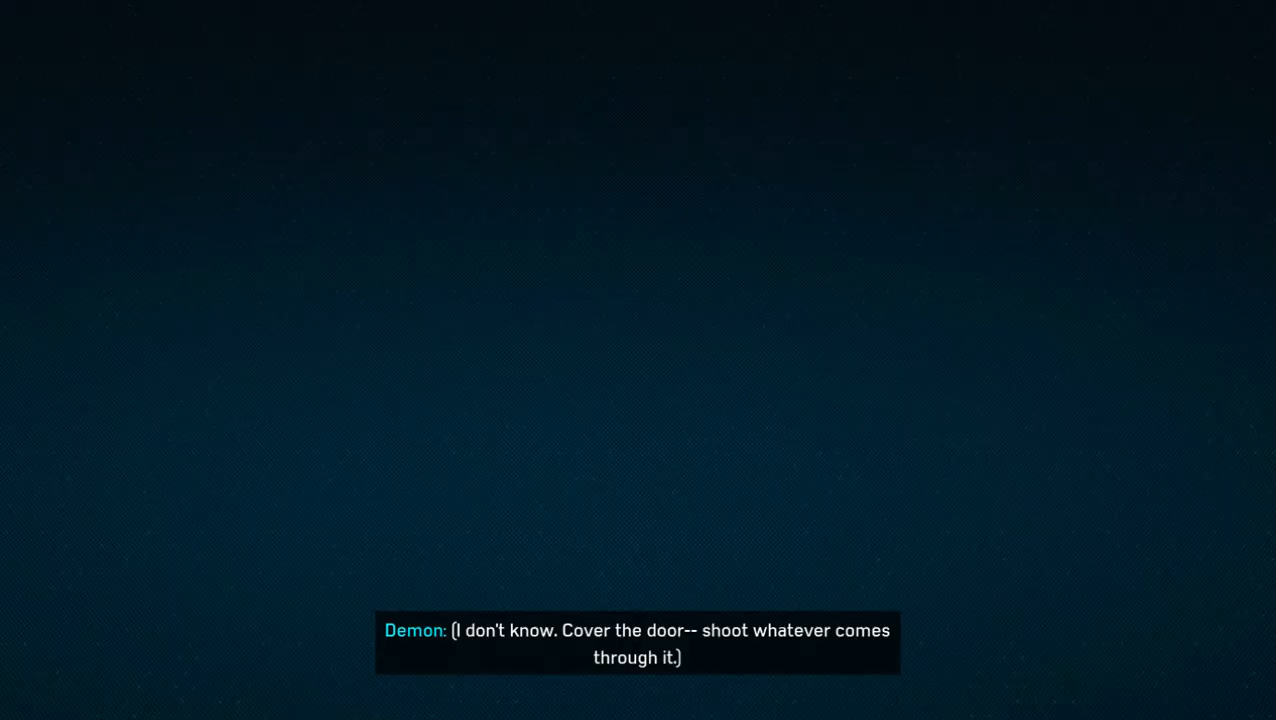 Demon: (I don't know. Cover the door-- shoot whatever comes
through it.)